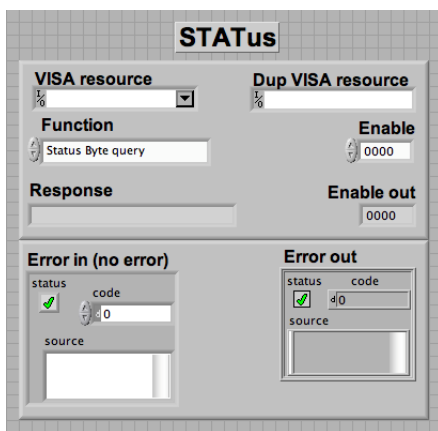 STATus
VISA resource
Dup VISA resource
I/O
I/O
Function
Enable
Status Byte query
0000
Response
Enable out
0000
Error in (no error)
Error out
status
code
status
code
d 0
d 0
source
source